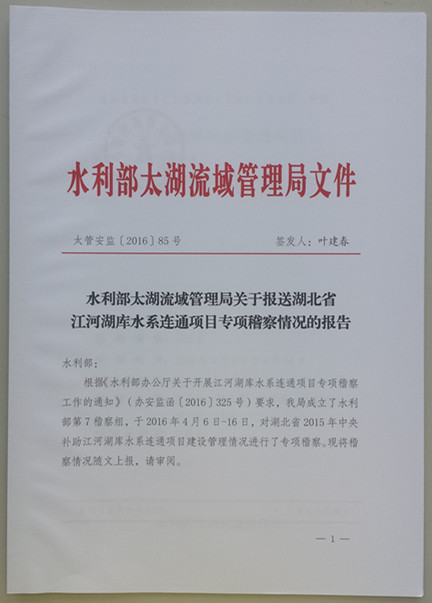 水利部太湖流域管理局文件
太管安监〔2016〕85号 签发人：叶建春
水利部太湖流域管理局关于报送湖北省
江河湖库水系连通项目专项稽察情况的报告
水利部：
根据《水利部办公厅关于开展江河湖库水系连通项目专项稽察
工作的通知》（办安监函［2016］325号）要求，我局成立了水利
部第7稽察组，于2016年4月6日-16日，对湖北省2015年中央
补助江河湖库水系连通项目建设管理情况进行了专项稽察。现将稽
察情况随文上报，请审阅。
— 1 —